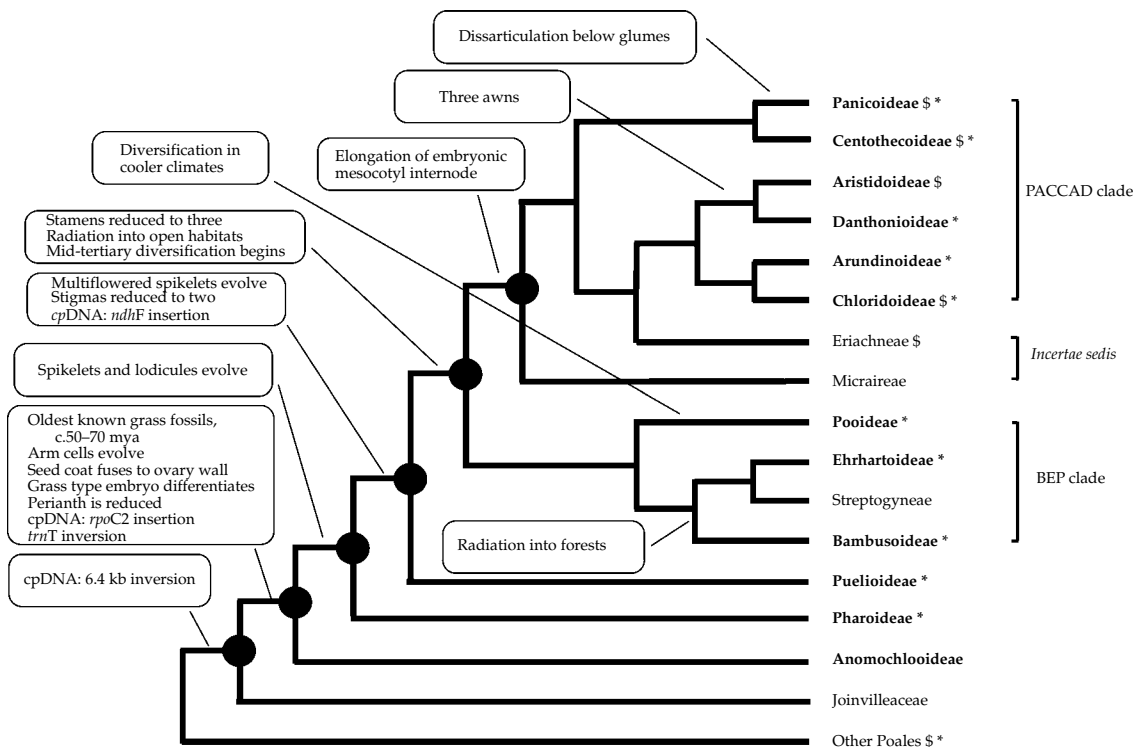 Dissarticulation below glumes
Three awns
Diversification in
cooler climates
Elongation of embryonic
mesocotyl internode
Stamens reduced to three
Radiation into open habitats
Mid-tertiary diversification begins
Multiflowered spikelets evolve
Stigmas reduced to two
cpDNA: ndhF insertion
Spikelets and lodicules evolve
Oldest known grass fossils,
c.50–70 mya
Arm cells evolve
Seed coat fuses to ovary wall
Grass type embryo differentiates
Perianth is reduced
cpDNA: rpoC2 insertion
trnT inversion
cpDNA: 6.4 kb inversion
Radiation into forests
Panicoideae $ *
Centothecoideae $ *
Aristidoideae $
Danthonioideae *
Arundinoideae *
Chloridoideae $ *
Eriachneae $
Micraireae
Pooideae *
Ehrhartoideae *
Streptogyneae
Bambusoideae *
Puelioideae *
Pharoideae *
Anomochlooideae
Joinvilleaceae
Other Poales $ *
PACCAD clade
Incertae sedis
BEP clade